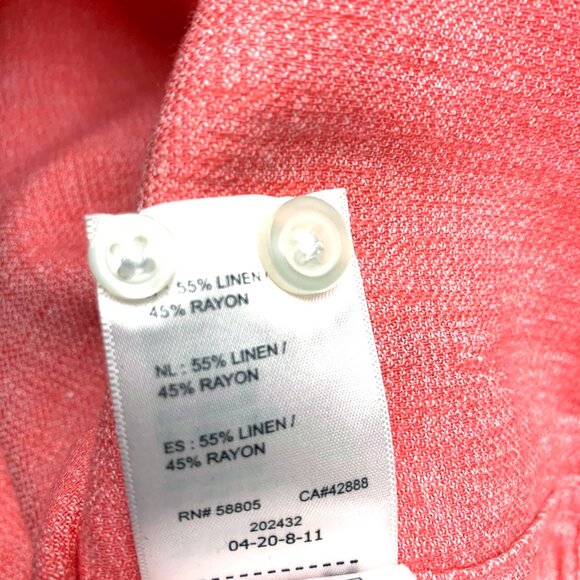 55% LINEN /
45% RAYON
NL : 55% LINEN /
45% RAYON
ES : 55% LINEN /
45% RAYON
RN# 58805 CA#42888
202432
04-20-8-11